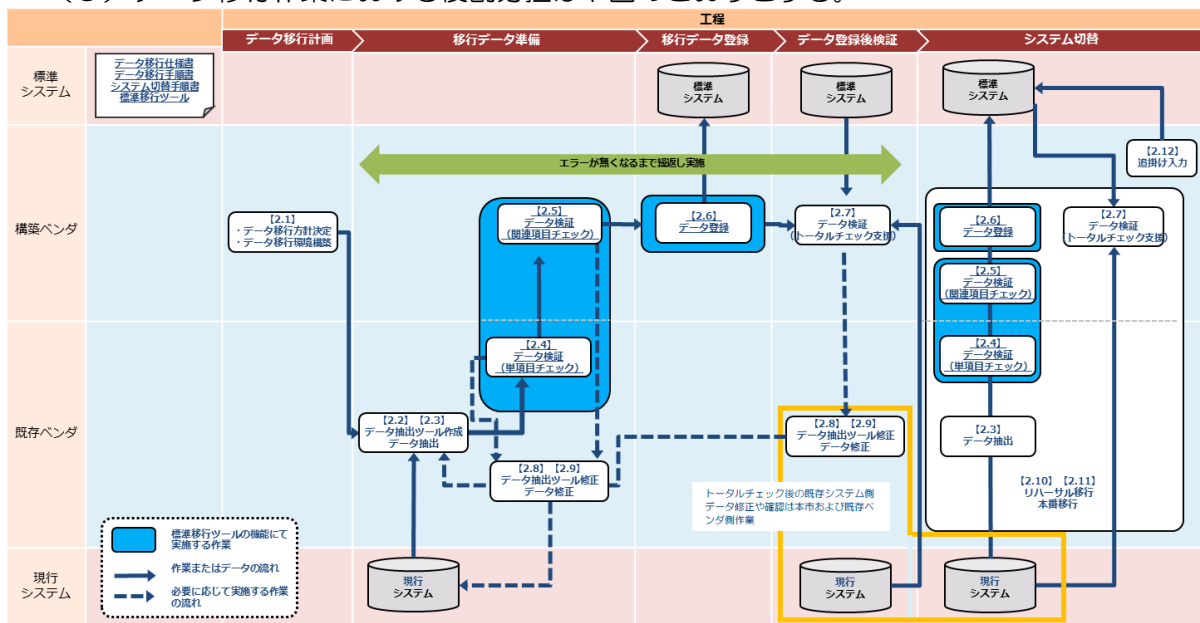 工程
データ移行計画
移行データ準備
移行データ登録
データ登録後検証
システム切替
標準
システム
データ移行仕様書
データ移行手順書
システム切替手順書
標準移行ツール
標準
システム
標準
システム
標準
システム
【2.12】
追掛け入力
エラーが無くなるまで繰返し実施
構築ベンダ
【2.1】
・データ移行方針決定
・データ移行環境構築
【2.5】
データ検証
（関連項目チェック）
【2.6】
データ登録
【2.7】
データ検証
（トータルチェック支援）
【2.6】
データ登録
【2.7】
データ検証
（トータルチェック支援）
【2.5】
データ検証
（関連項目チェック）
【2.4】
データ検証
（単項目チェック）
【2.4】
データ検証
（単項目チェック）
既存ベンダ
【2.2】【2.3】
データ抽出ツール作成
データ抽出
【2.8】【2.9】
データ抽出ツール修正
データ修正
【2.8】【2.9】
データ抽出ツール修正
データ修正
【2.3】
データ抽出
トータルチェック後の既存システム側
データ修正や確認は本市および既存ベ
ンダ側作業
【2.10】【2.11】
リハーサル移行
本番移行
標準移行ツールの機能にて
実施する作業
作業またはデータの流れ
必要に応じて実施する作業
の流れ
現行
システム
現行
システム
現行
システム
現行
システム